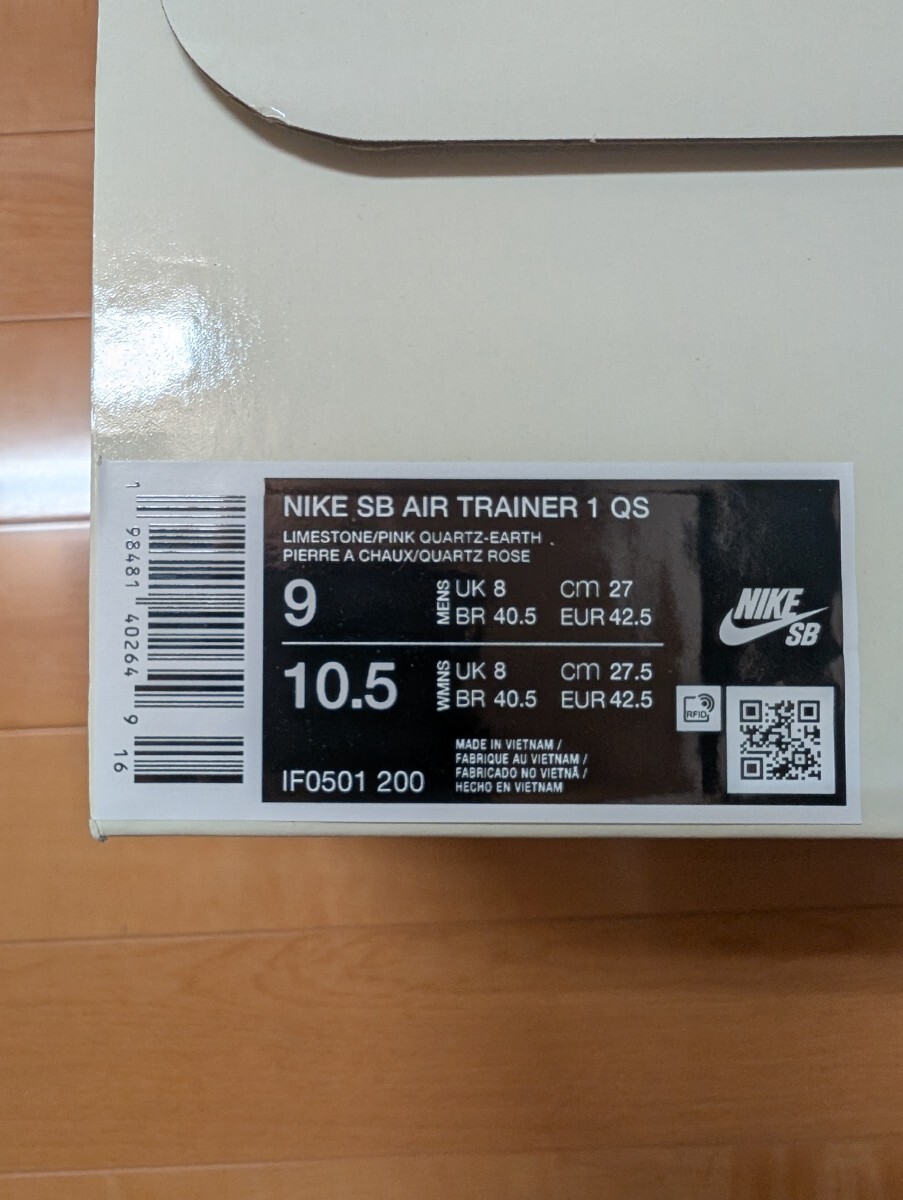 NIKE SB AIR TRAINER 1 QS
LIMESTONE/PINK QUARTZ-EARTH
PIERRE A CHAUX/QUARTZ ROSE
9
MENS
UK 8 cm 27
BR 40.5 EUR 42.5
10.5
WMNS
UK 8 cm 27.5
BR 40.5 EUR 42.5
IF0501 200
MADE IN VIETNAM /
FABRIQUE AU VIETNAM /
FABRICADO NO VIETNÃ /
HECHO EN VIETNAM
NIKE
SB
RFID
1 98481 40264 9 16